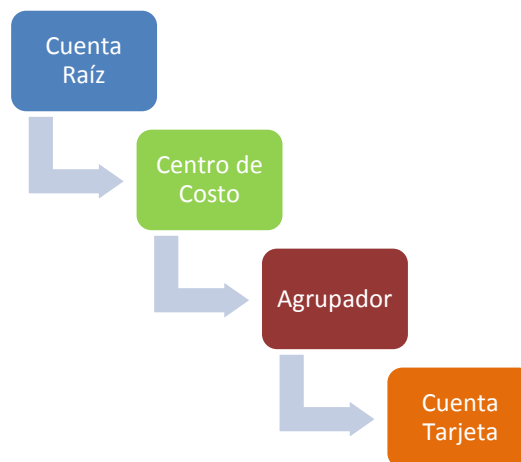 Cuenta
Raíz
Centro de
Costo
Agrupador
Cuenta
Tarjeta